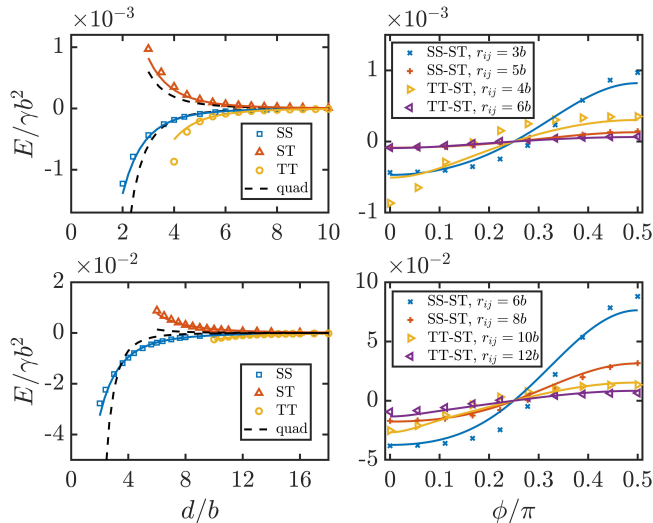 ×10⁻³
E/γb²
1
0
-1
0 2 4 6 8 10
SS
ST
TT
quad
×10⁻³
1
0
-1
0.0 0.1 0.2 0.3 0.4 0.5
SS-ST, r_ij = 3b
SS-ST, r_ij = 5b
TT-ST, r_ij = 4b
TT-ST, r_ij = 6b
×10⁻²
E/γb²
2
0
-2
-4
0 4 8 12 16
d/b
SS
ST
TT
quad
×10⁻²
10
5
0
-5
0.0 0.1 0.2 0.3 0.4 0.5
ϕ/π
SS-ST, r_ij = 6b
SS-ST, r_ij = 8b
TT-ST, r_ij = 10b
TT-ST, r_ij = 12b